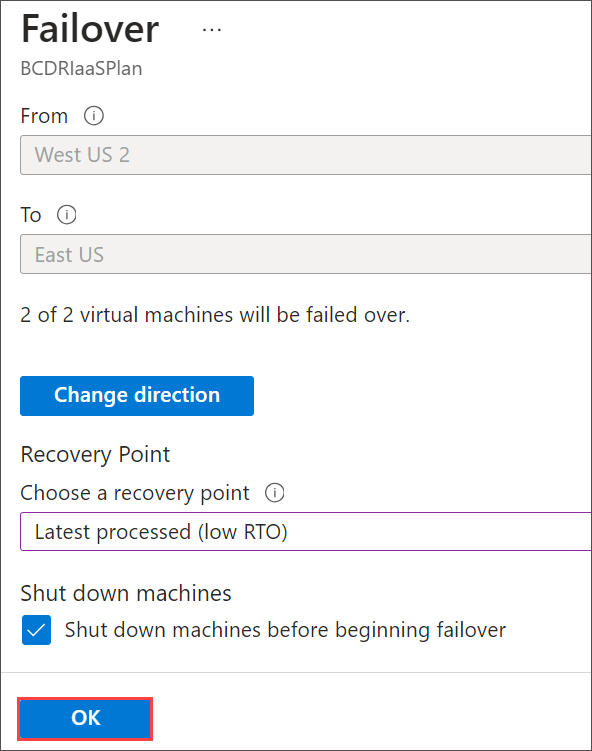 Failover ...
BCDRIaaSPlan
From
West US 2
To
East US
2 of 2 virtual machines will be failed over.
Change direction
Recovery Point
Choose a recovery point
Latest processed (low RTO)
Shut down machines
Shut down machines before beginning failover
OK